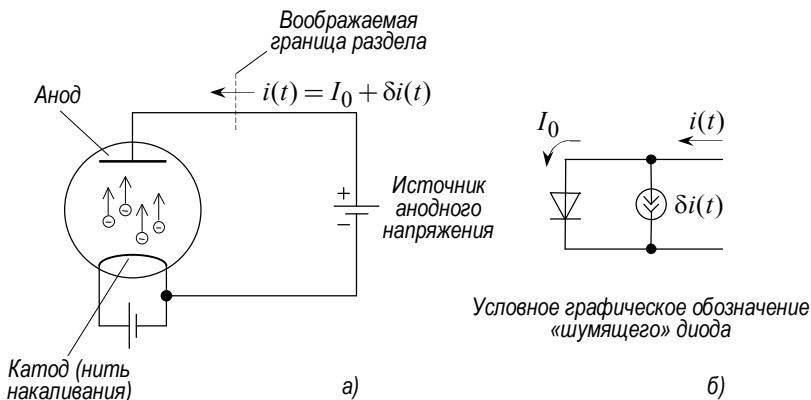 Воображаемая
граница раздела
Анод
i(t) = I₀ + δi(t)
I₀
i(t)
+
−
Источник
анодного
напряжения
δi(t)
− − − −
Условное графическое обозначение
«шумящего» диода
Катод (нить
накаливания)
а)
б)